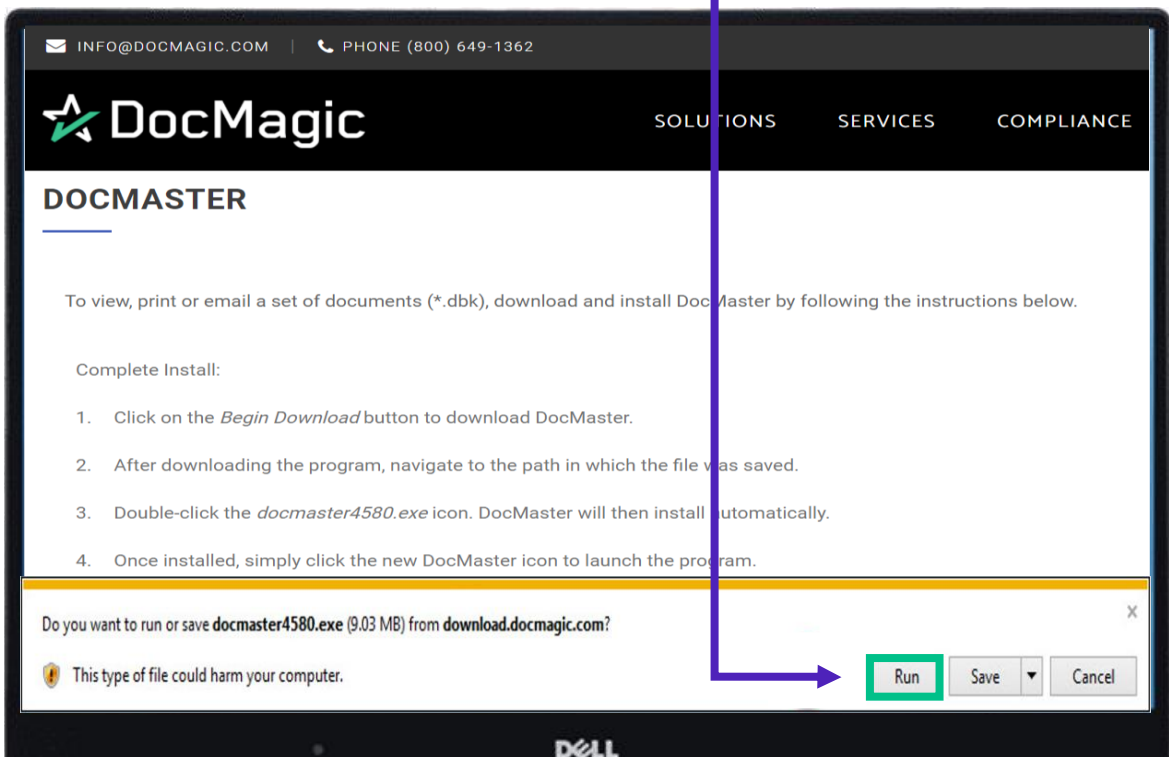 INFO@DOCMAGIC.COM | PHONE (800) 649-1362
DocMagic SOLUTIONS SERVICES COMPLIANCE
DOCMASTER
To view, print or email a set of documents (*.dbk), download and install DocMaster by following the instructions below.
Complete Install:
1. Click on the Begin Download button to download DocMaster.
2. After downloading the program, navigate to the path in which the file was saved.
3. Double-click the docmaster4580.exe icon. DocMaster will then install automatically.
4. Once installed, simply click the new DocMaster icon to launch the program.
Do you want to run or save docmaster4580.exe (9.03 MB) from download.docmagic.com?
X
This type of file could harm your computer.
Run Save Cancel
DELL